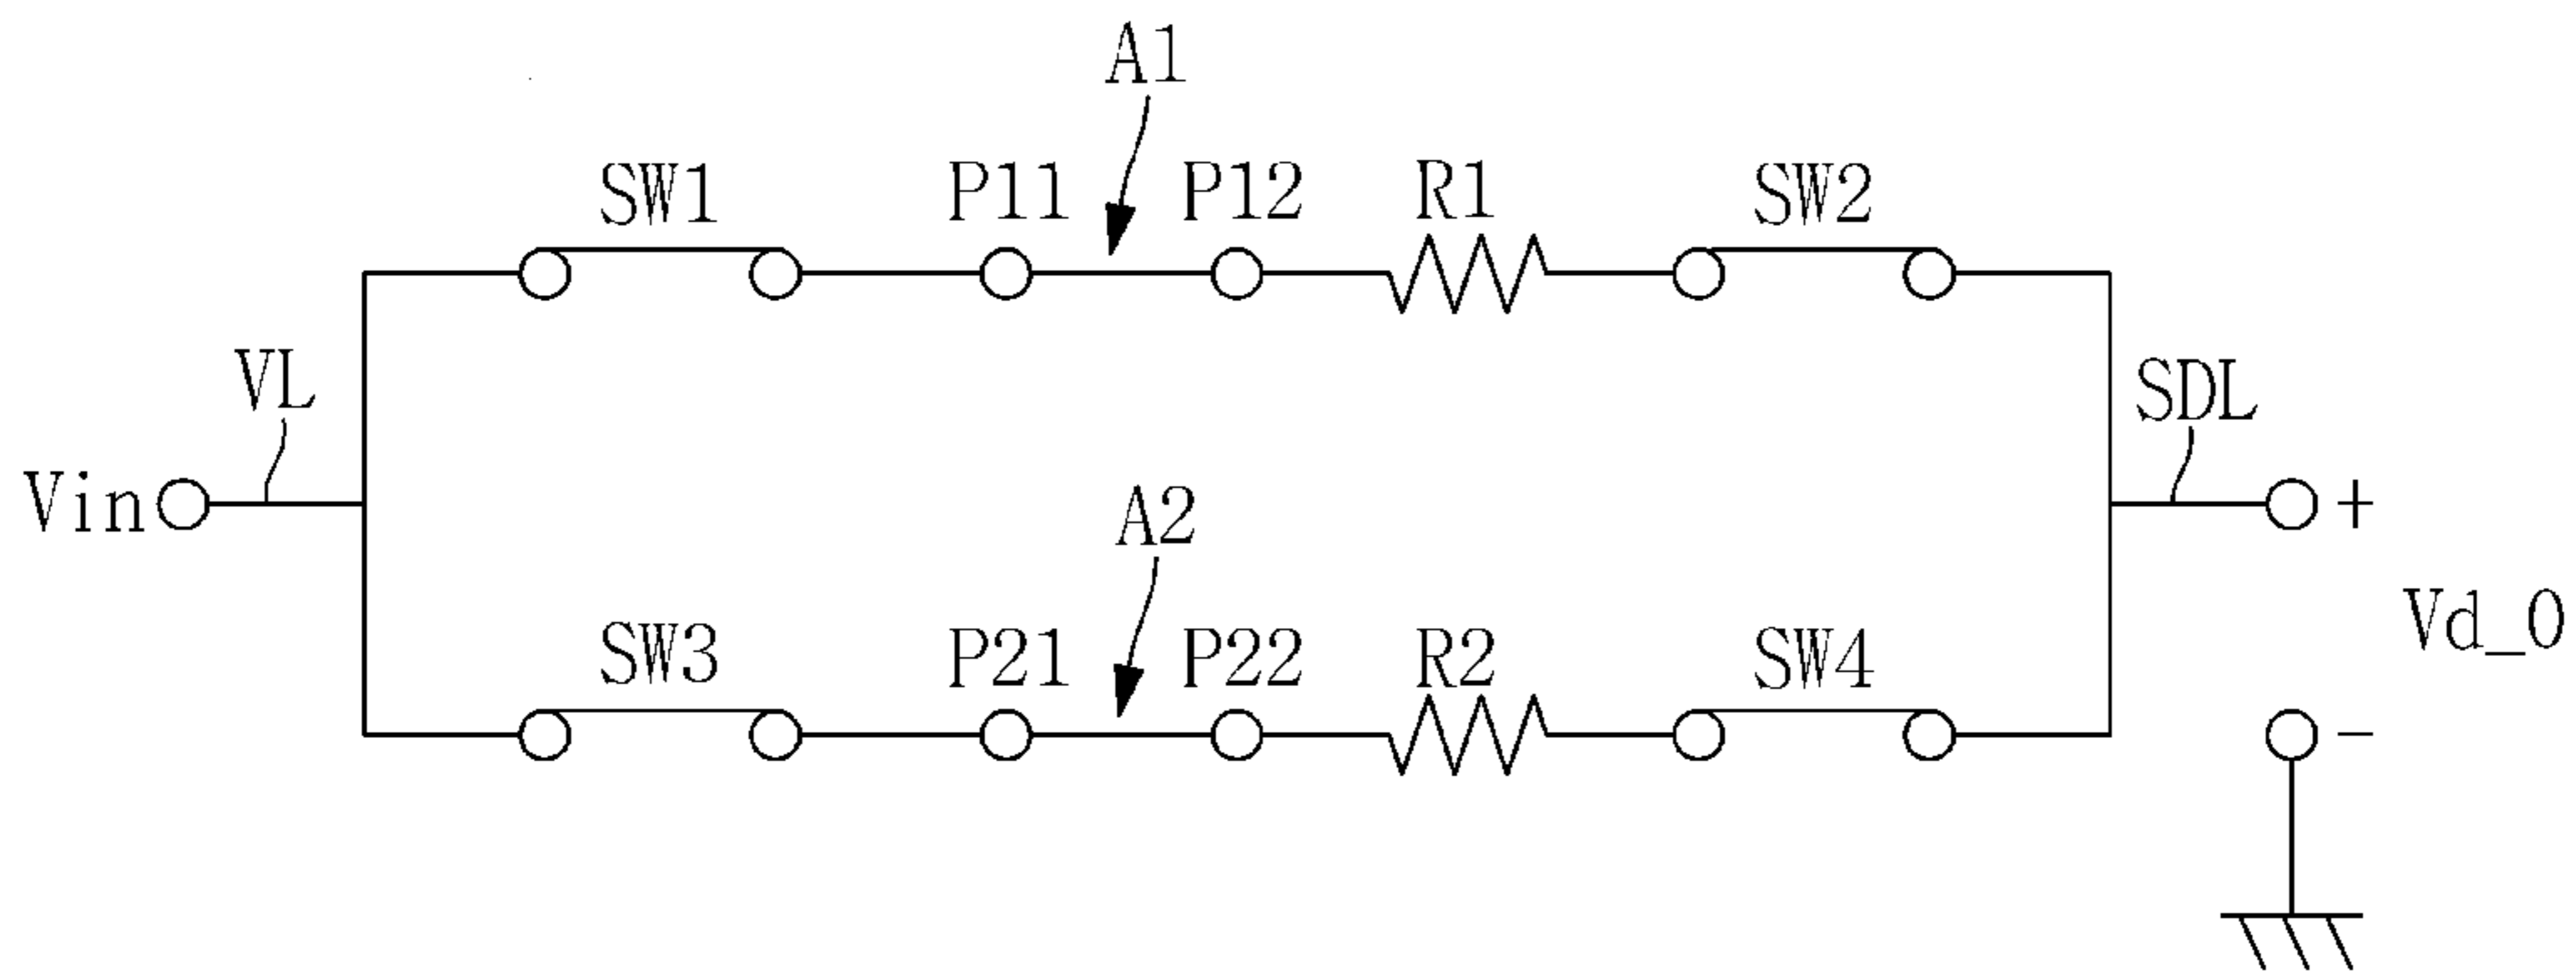 A1
SW1 P11 P12 R1 SW2
VL SDL
Vin A2 +
SW3 P21 P22 R2 SW4 Vd_0
-